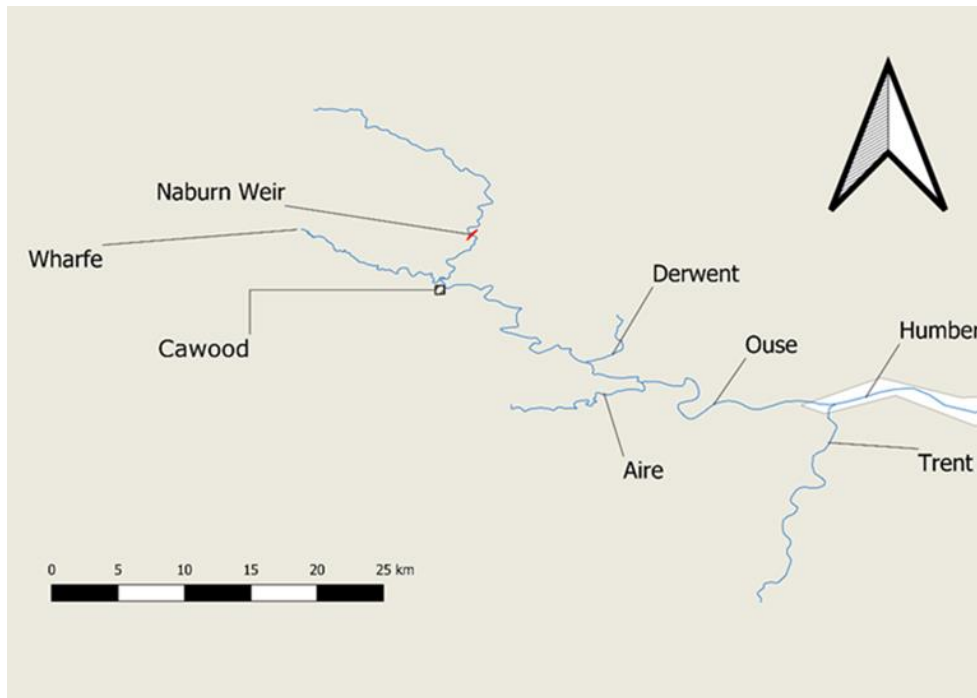 Naburn Weir
Wharfe
Derwent
Cawood
Ouse
Humber
Aire
Trent
0 5 10 15 20 25 km